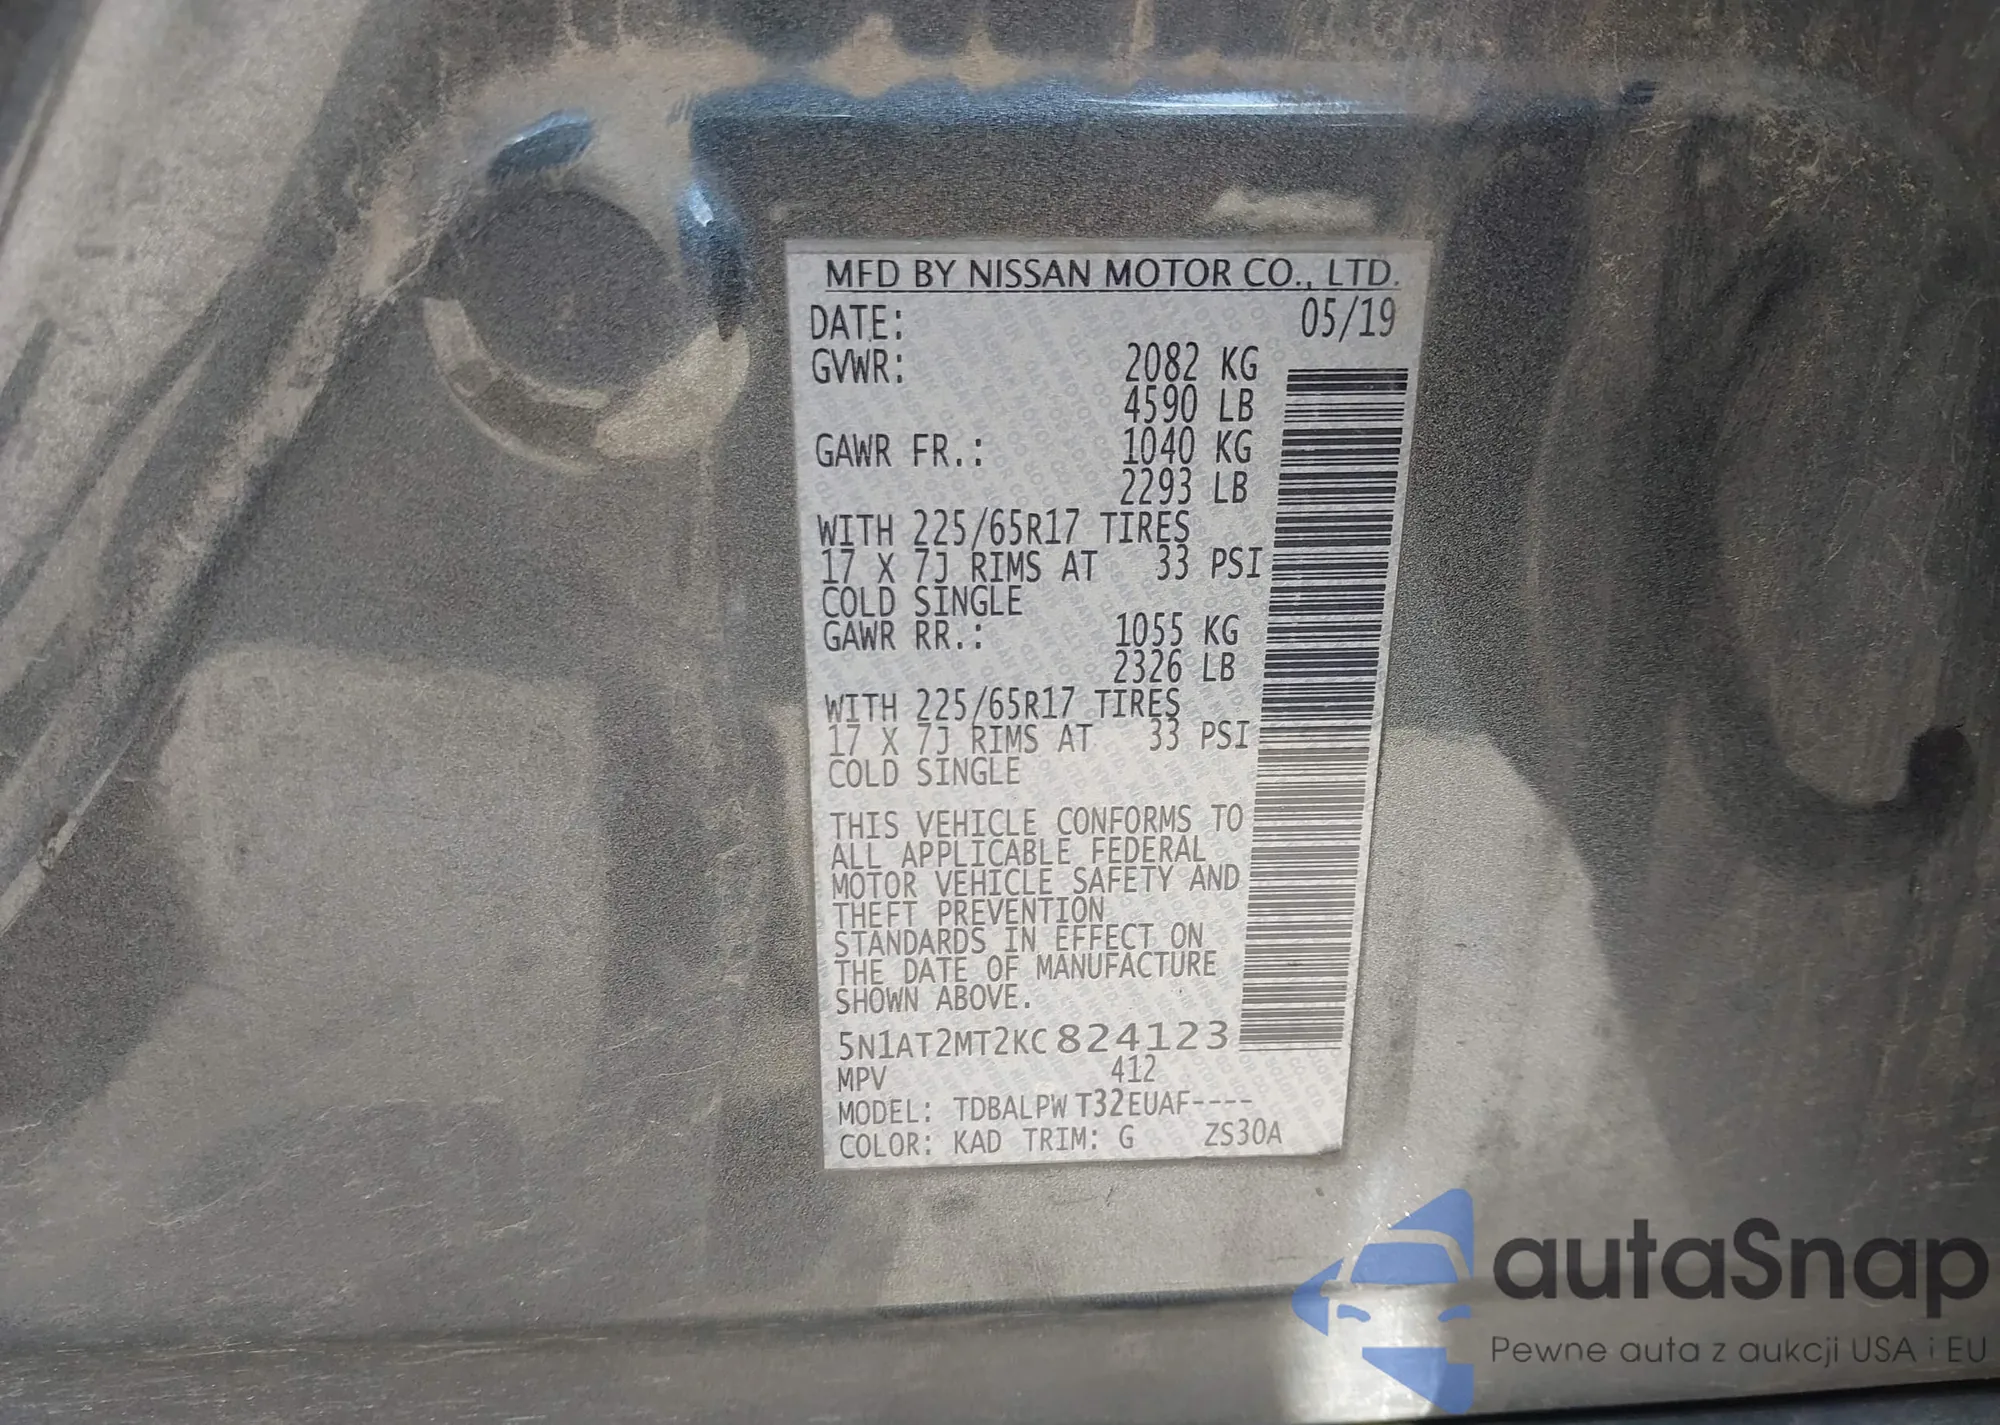 MFD BY NISSAN MOTOR CO., LTD.
DATE: 05/19
GVWR: 2082 KG
4590 LB
GAWR FR.: 1040 KG
2293 LB
WITH 225/65R17 TIRES
17 X 7J RIMS AT 33 PSI
COLD SINGLE
GAWR RR.: 1055 KG
2326 LB
WITH 225/65R17 TIRES
17 X 7J RIMS AT 33 PSI
COLD SINGLE
THIS VEHICLE CONFORMS TO
ALL APPLICABLE FEDERAL
MOTOR VEHICLE SAFETY AND
THEFT PREVENTION
STANDARDS IN EFFECT ON
THE DATE OF MANUFACTURE
SHOWN ABOVE.
5N1AT2MT2KC824123
MPV 412
MODEL: TDBALPWT32EUAF----
COLOR: KAD TRIM: G ZS30A
autaSnap
Pewne auta z aukcji USA i EU